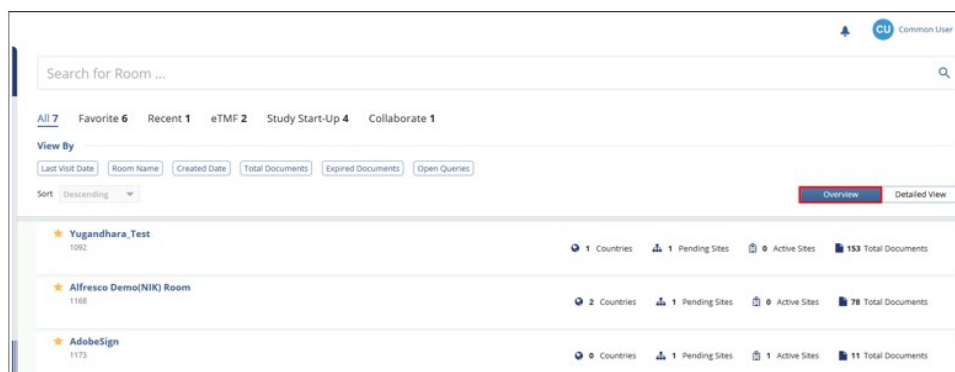 CU Common User
Search for Room ...
All 7 Favorite 6 Recent 1 eTMF 2 Study Start-Up 4 Collaborate 1
View By
Last Visit Date Room Name Created Date Total Documents Expired Documents Open Queries
Sort Descending Overview Detailed View
Yugandhara_Test
1092 1 Countries 1 Pending Sites 0 Active Sites 153 Total Documents
Alfresco Demo(NIK) Room
1168 2 Countries 1 Pending Sites 0 Active Sites 78 Total Documents
AdobeSign
1173 0 Countries 1 Pending Sites 1 Active Sites 11 Total Documents